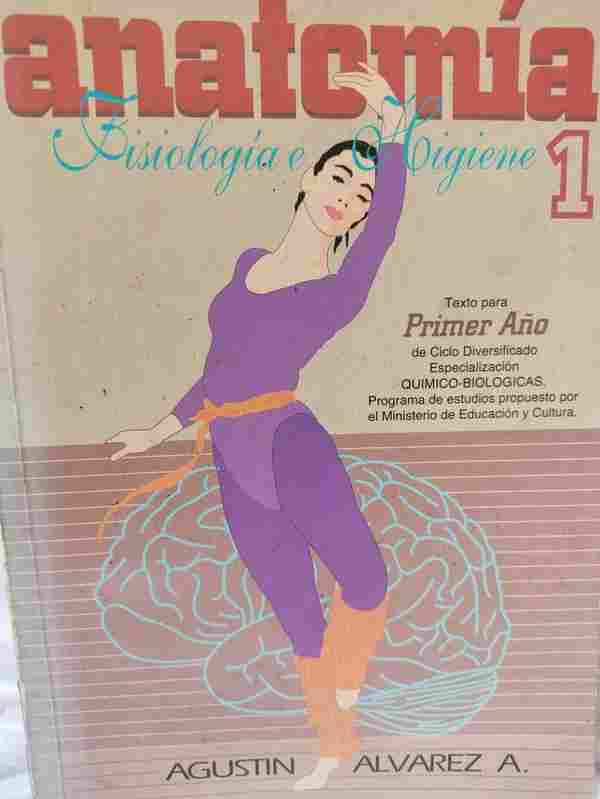 anatomía
Fisiología e Higiene 1
Texto para
Primer Año
de Ciclo Diversificado
Especialización
QUIMICO-BIOLOGICAS.
Programa de estudios propuesto por
el Ministerio de Educación y Cultura.
AGUSTIN ALVAREZ A.